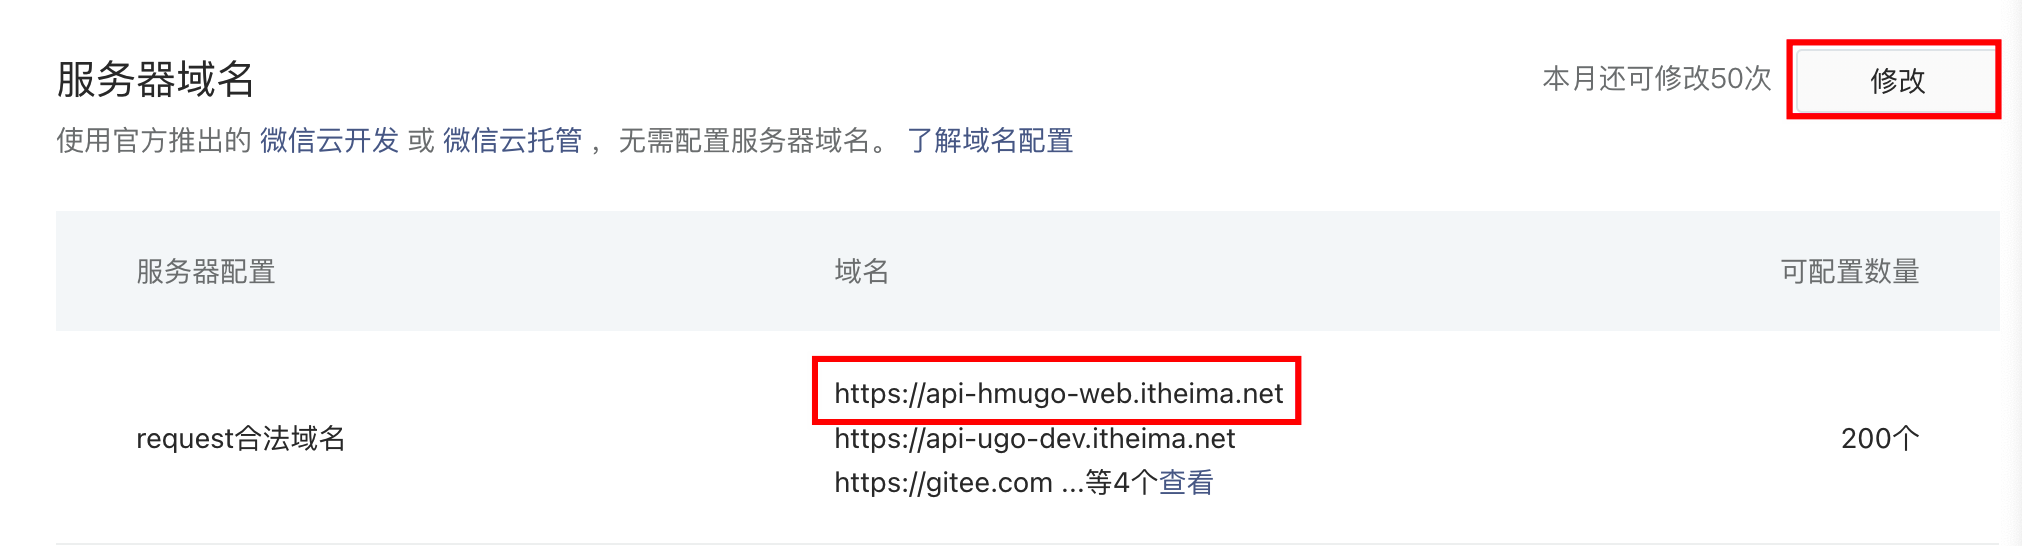 服务器域名
本月还可修改50次 修改
使用官方推出的 微信云开发 或 微信云托管 ，无需配置服务器域名。 了解域名配置
服务器配置 域名 可配置数量
https://api-hmugo-web.itheima.net
request合法域名 https://api-ugo-dev.itheima.net 200个
https://gitee.com ...等4个查看